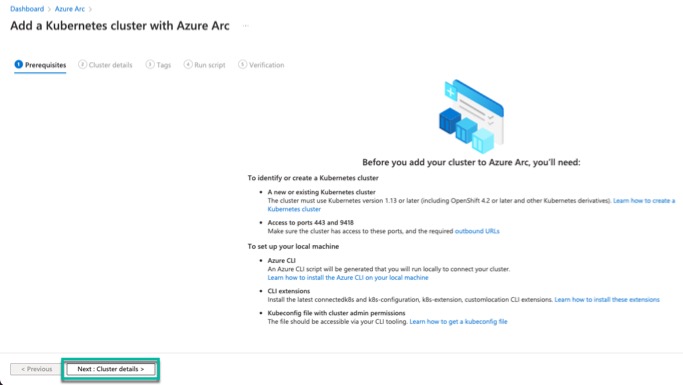 Dashboard > Azure Arc >
Add a Kubernetes cluster with Azure Arc ...
1 Prerequisites 2 Cluster details 3 Tags 4 Run script 5 Verification
Before you add your cluster to Azure Arc, you'll need:
To identify or create a Kubernetes cluster
• A new or existing Kubernetes cluster
The cluster must use Kubernetes version 1.13 or later (including OpenShift 4.2 or later and other Kubernetes derivatives). Learn how to create a
Kubernetes cluster
• Access to ports 443 and 9418
Make sure the cluster has access to these ports, and the required outbound URLs
To set up your local machine
• Azure CLI
An Azure CLI script will be generated that you will run locally to connect your cluster.
Learn how to install the Azure CLI on your local machine
• CLI extensions
Install the latest connectedk8s and k8s-configuration, k8s-extension, customlocation CLI extensions. Learn how to install these extensions
• Kubeconfig file with cluster admin permissions
The file should be accessible via your CLI tooling. Learn how to get a kubeconfig file
< Previous Next : Cluster details >